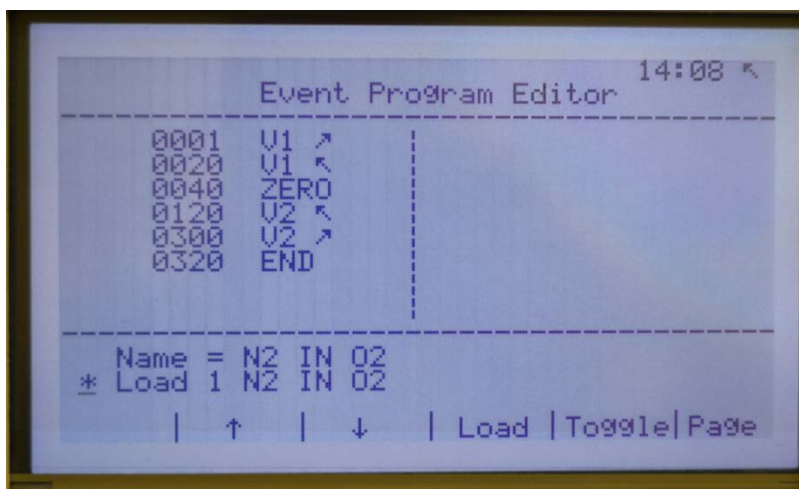 14:08 ↖
Event Program Editor
0001 V1 ↗
0020 V1 ↖
0040 ZERO
0120 V2 ↖
0300 V2 ↗
0320 END
Name = N2 IN O2
* Load 1 N2 IN O2
| ↑ | ↓ | Load |Toggle|Page